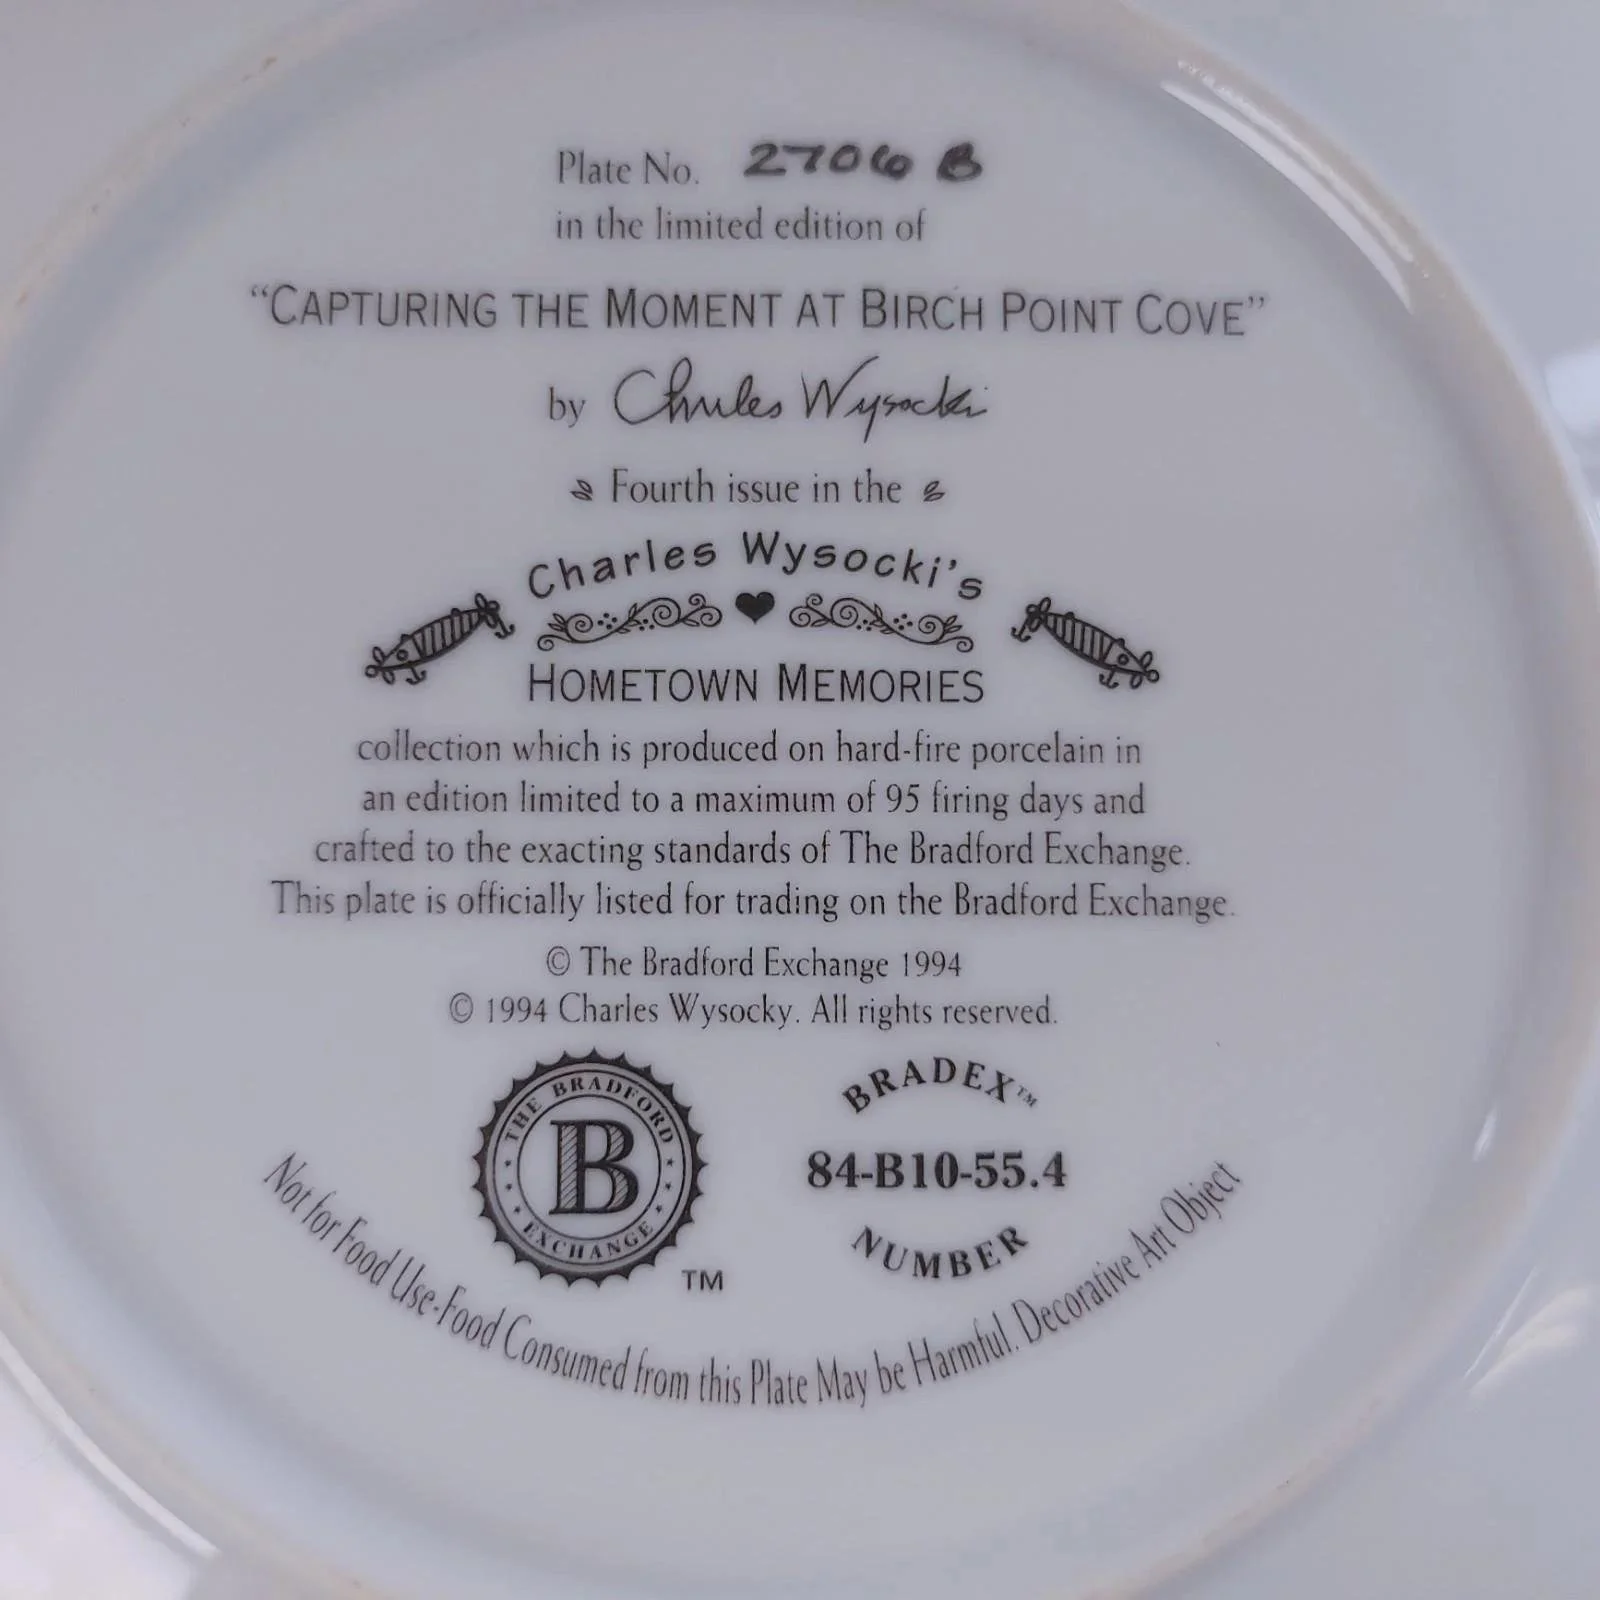 Plate No. 2706 B
in the limited edition of
“CAPTURING THE MOMENT AT BIRCH POINT COVE”
by Charles Wysocki
Fourth issue in the
Charles Wysocki's
HOMETOWN MEMORIES
collection which is produced on hard-fire porcelain in
an edition limited to a maximum of 95 firing days and
crafted to the exacting standards of The Bradford Exchange.
This plate is officially listed for trading on the Bradford Exchange.
© The Bradford Exchange 1994
© 1994 Charles Wysocky. All rights reserved.
THE BRADFORD
B
EXCHANGE
TM
BRADEX™
84-B10-55.4
NUMBER
Not for Food Use-Food Consumed from this Plate May be Harmful. Decorative Art Object